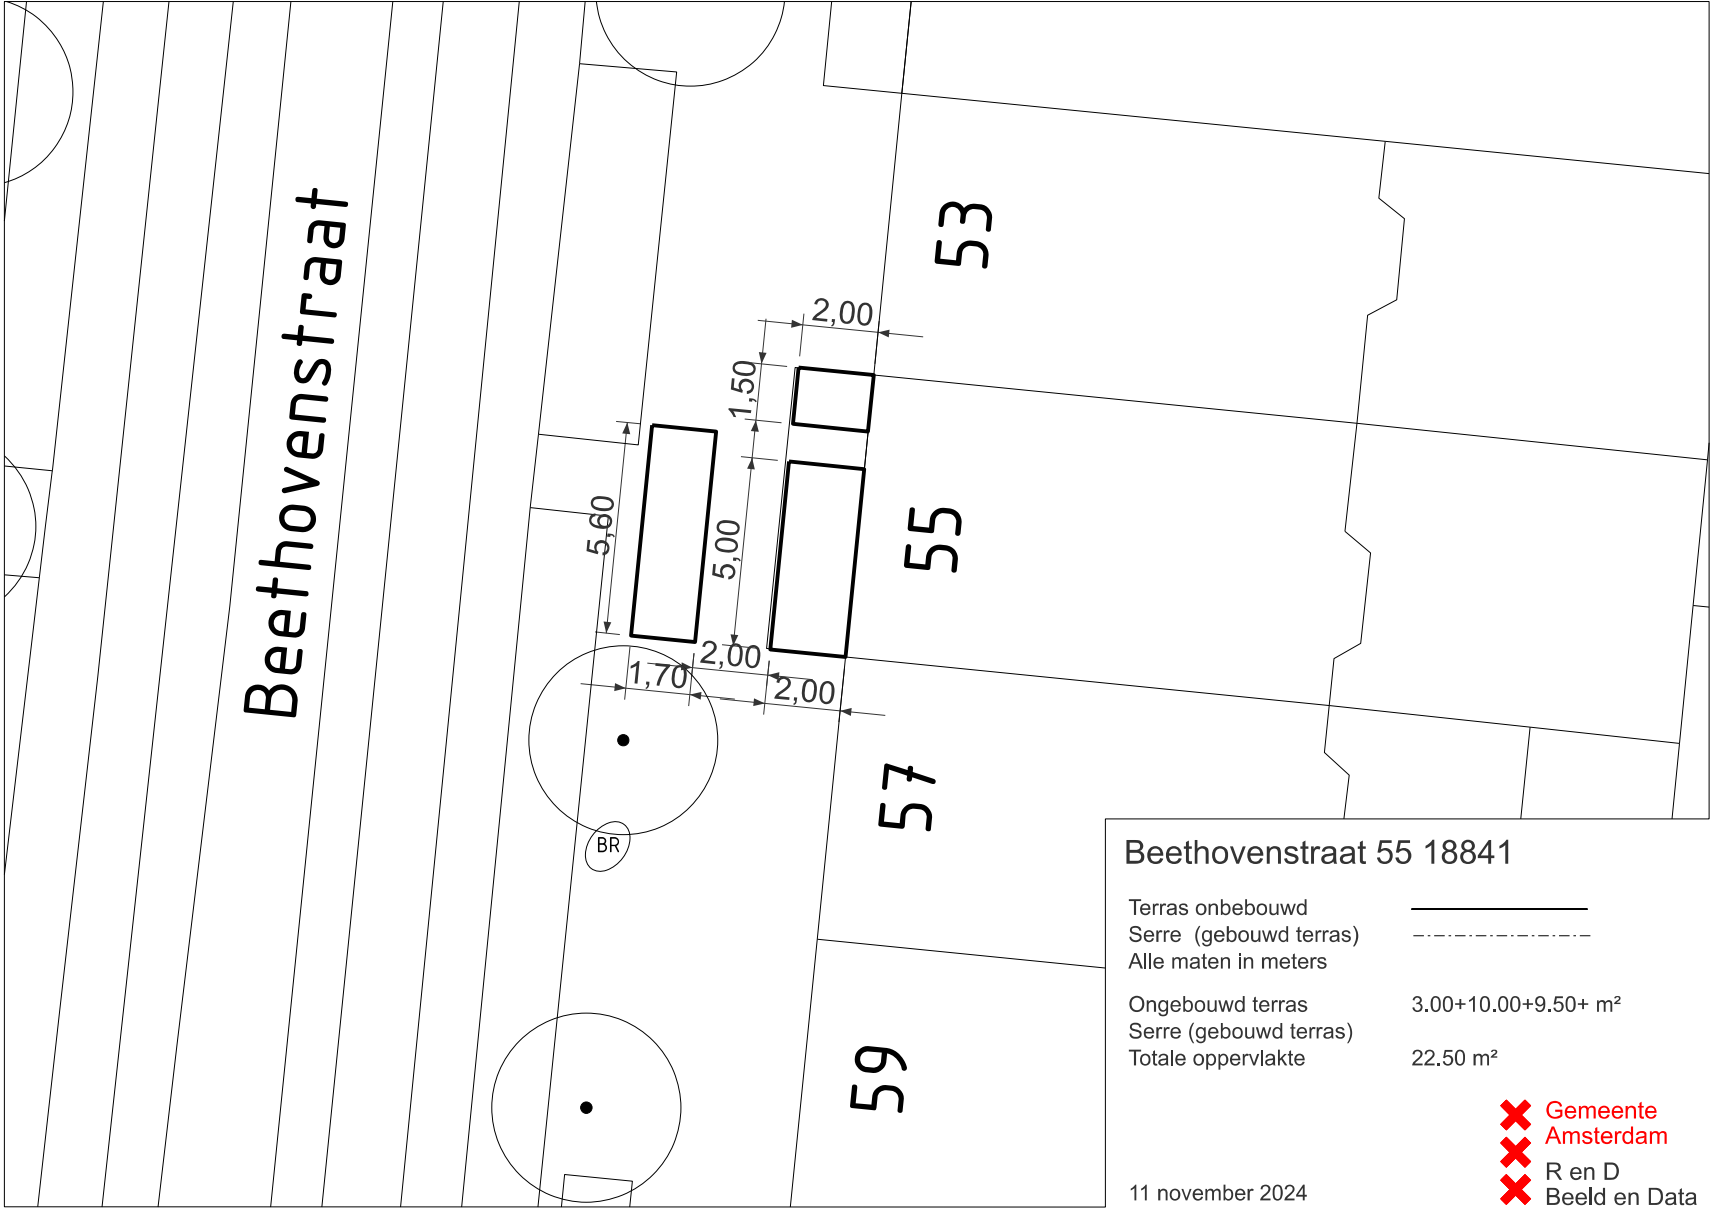 Beethovenstraat
53
2,00
1,50
5,60
5,00
55
2,00
1,70
2,00
57
BR
59
Beethovenstraat 55 18841
Terras onbebouwd
Serre (gebouwd terras)
Alle maten in meters
Ongebouwd terras 3.00+10.00+9.50+ m²
Serre (gebouwd terras)
Totale oppervlakte 22.50 m²
Gemeente
Amsterdam
R en D
Beeld en Data
11 november 2024